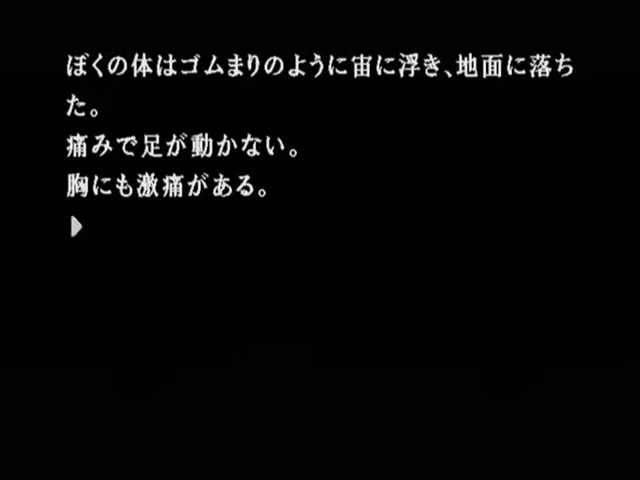 ぼくの体はゴムまりのように宙に浮き、地面に落ち
た。
痛みで足が動かない。
胸にも激痛がある。